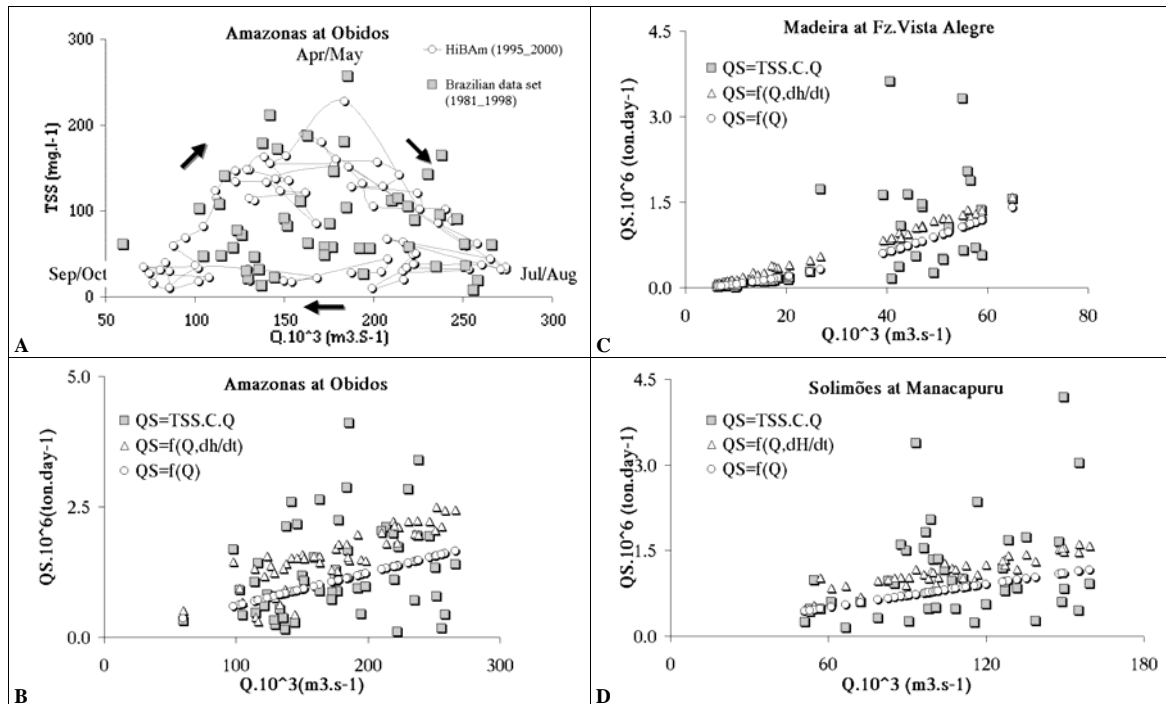 Amazonas at Obidos
Apr/May
HiBAm (1995_2000)
Brazilian data set
(1981_1998)
TSS (mg.l-1)
300
200
100
0
Sep/Oct
Jul/Aug
50 100 150 200 250 300
Q.10^3 (m3.S-1)
A
Madeira at Fz.Vista Alegre
QS=TSS.C.Q
QS=f(Q,dh/dt)
QS=f(Q)
QS.10^6 (ton.day-1)
4.5
3.0
1.5
0.0
0 20 40 60 80
Q.10^3 (m3.s-1)
C
Amazonas at Obidos
QS=TSS.C.Q
QS=f(Q,dh/dt)
QS=f(Q)
QS.10^6(ton.day-1)
5.0
2.5
0.0
0 100 200 300
Q.10^3(m3.s-1)
B
Solimões at Manacapuru
QS=TSS.C.Q
QS=f(Q,dH/dt)
QS=f(Q)
QS.10^6 (ton.day-1)
4.5
3.0
1.5
0.0
0 60 120 180
Q.10^3 (m3.s-1)
D